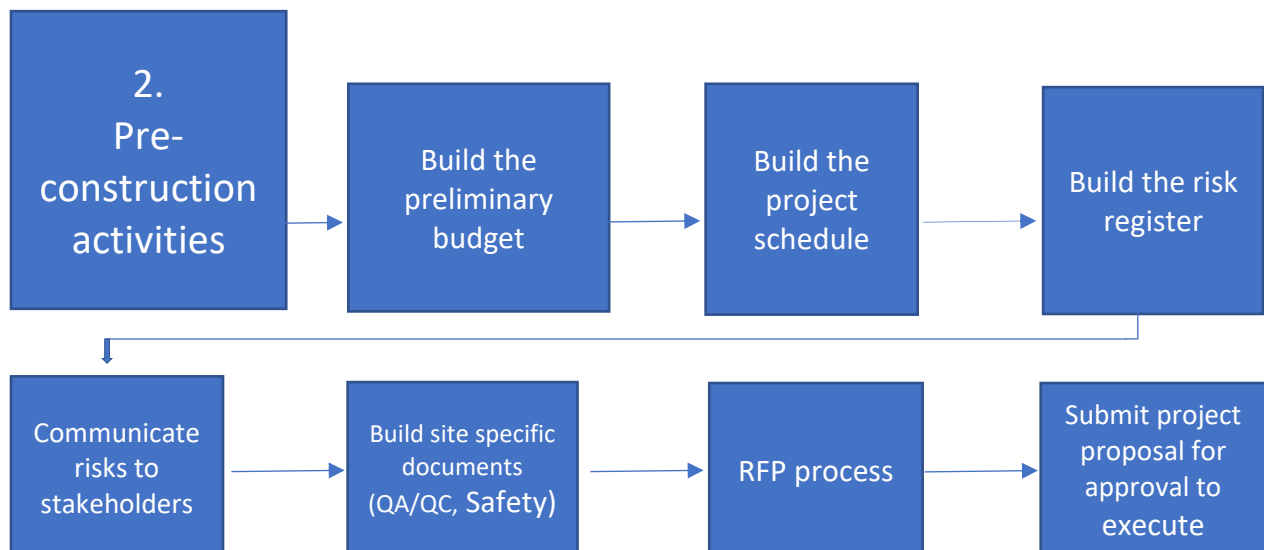 2.
Pre-
construction
activities
Build the
preliminary
budget
Build the
project
schedule
Build the risk
register
Communicate
risks to
stakeholders
Build site specific
documents
(QA/QC, Safety)
RFP process
Submit project
proposal for
approval to
execute